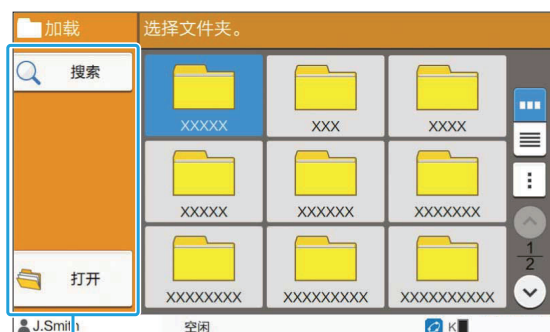 加载
选择文件夹。
搜索
XXXXX
XXX
XXXX
XXXXX
XXXXXX
XXXXXXX
1
2
打开
XXXXXXXX
XXXXXXXXX
XXXXXXXXXX
J.Smith
空闲
K